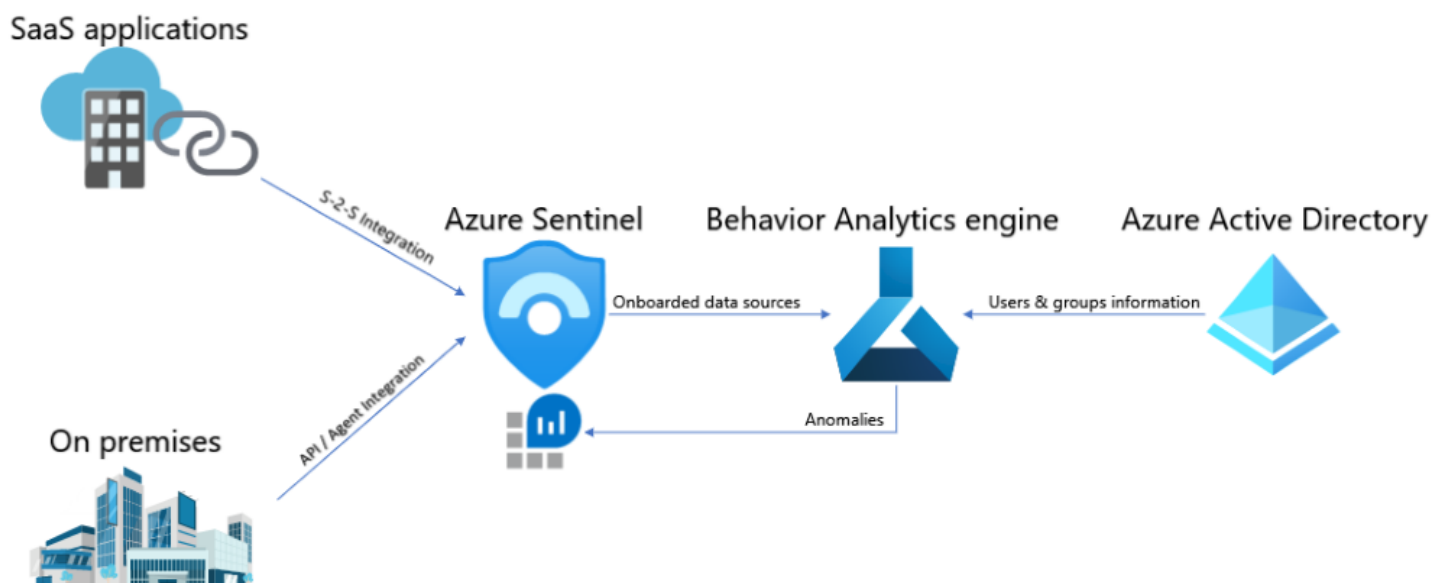 SaaS applications
S-2-S Integration
Azure Sentinel
Behavior Analytics engine
Azure Active Directory
Onboarded data sources
Users & groups information
API / Agent Integration
Anomalies
On premises